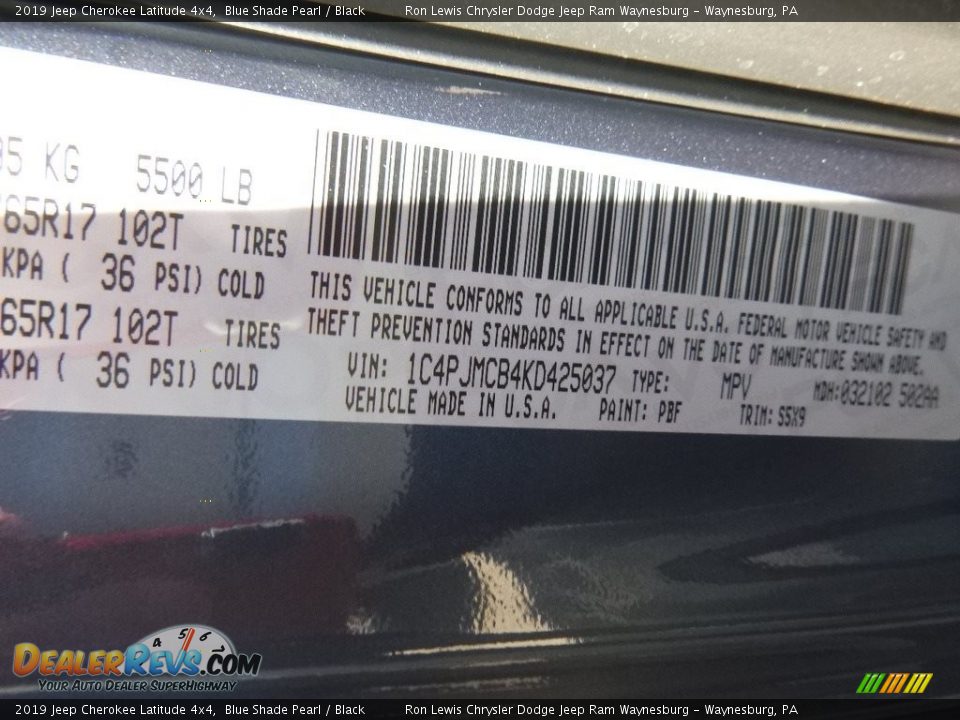 2019 Jeep Cherokee Latitude 4x4, Blue Shade Pearl / Black Ron Lewis Chrysler Dodge Jeep Ram Waynesburg - Waynesburg, PA
5 KG 5500 LB
65R17 102T TIRES
KPA ( 36 PSI) COLD
65R17 102T TIRES
KPA ( 36 PSI) COLD
THIS VEHICLE CONFORMS TO ALL APPLICABLE U.S.A. FEDERAL MOTOR VEHICLE SAFETY AND
THEFT PREVENTION STANDARDS IN EFFECT ON THE DATE OF MANUFACTURE SHOWN ABOVE.
VIN: 1C4PJMCB4KD425037 TYPE: MPV MDH:032102 502AA
VEHICLE MADE IN U.S.A. PAINT: PBF TRIM: S5X9
4 5 6
DEALERREVS.COM
YOUR AUTO DEALER SUPERHIGHWAY
2019 Jeep Cherokee Latitude 4x4, Blue Shade Pearl / Black Ron Lewis Chrysler Dodge Jeep Ram Waynesburg - Waynesburg, PA